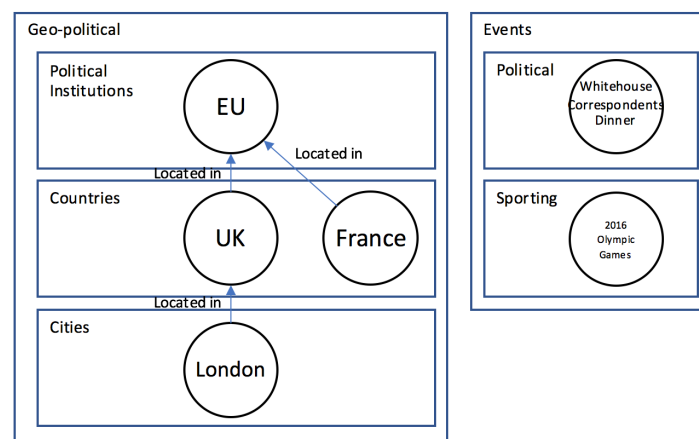 Geo-political
Political
Institutions
EU
Located in
Located in
Countries
UK
France
Located in
Cities
London
Events
Political
Whitehouse
Correspondents
Dinner
Sporting
2016
Olympic
Games